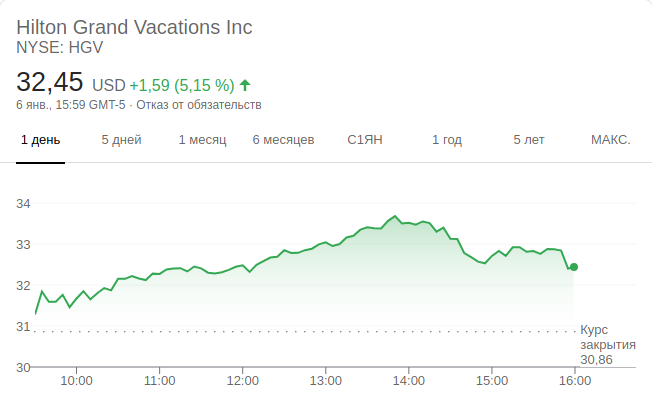 Hilton Grand Vacations Inc
NYSE: HGV
32,45 USD +1,59 (5,15 %)
6 янв., 15:59 GMT-5 · Отказ от обязательств
1 день 5 дней 1 месяц 6 месяцев С1ЯН 1 год 5 лет МАКС.
34
33
32
31
Курс
закрытия
30,86
30
10:00 11:00 12:00 13:00 14:00 15:00 16:00